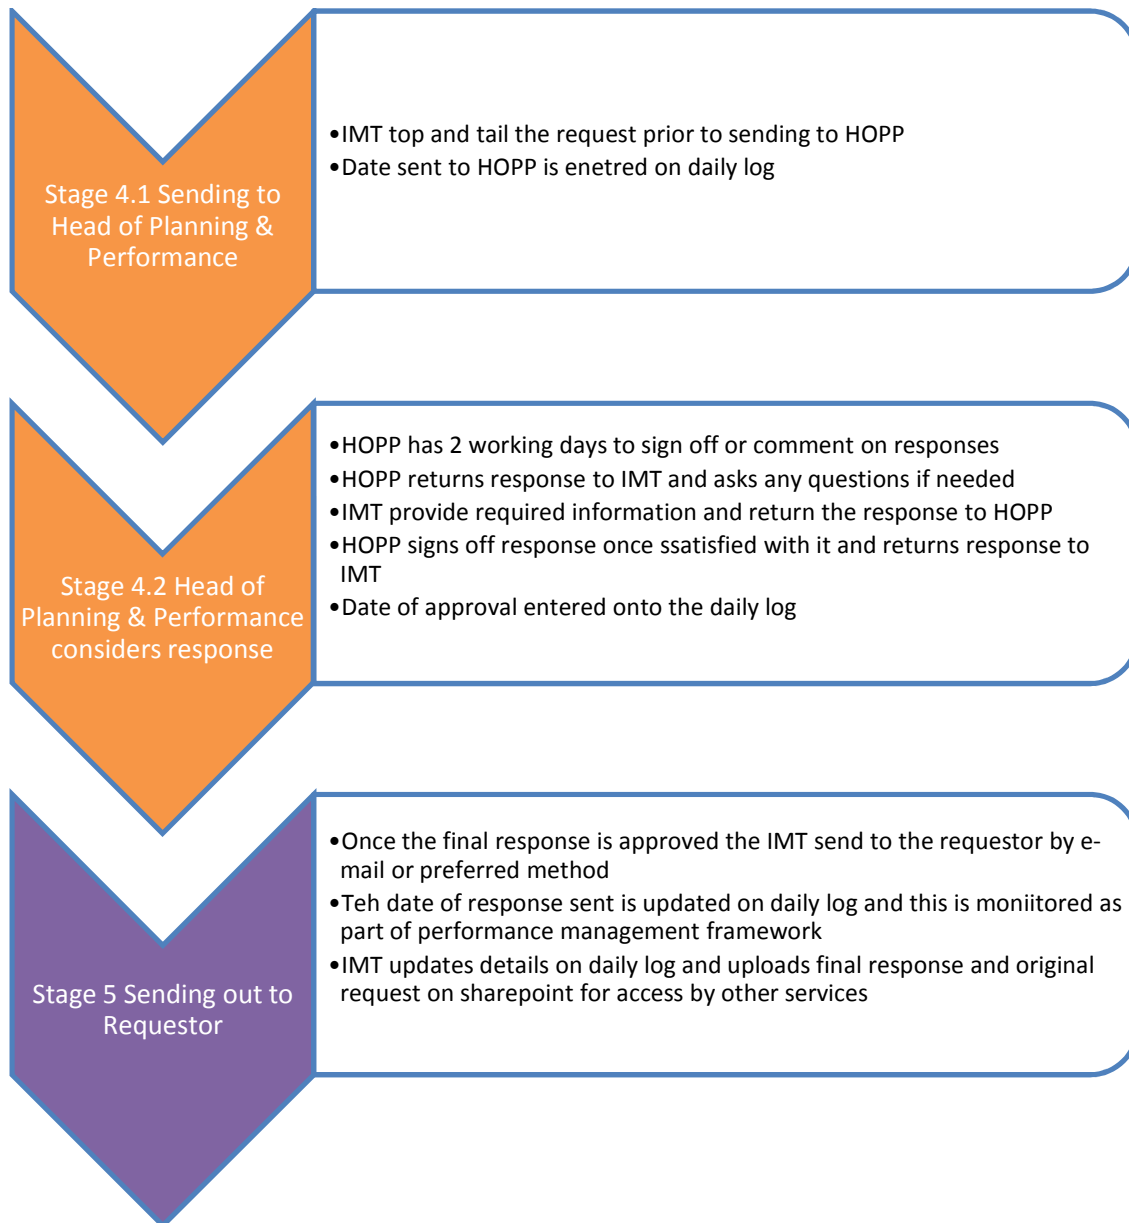 Stage 4.1 Sending to
Head of Planning &
Performance
•IMT top and tail the request prior to sending to HOPP
•Date sent to HOPP is enetred on daily log
Stage 4.2 Head of
Planning & Performance
considers response
•HOPP has 2 working days to sign off or comment on responses
•HOPP returns response to IMT and asks any questions if needed
•IMT provide required information and return the response to HOPP
•HOPP signs off response once ssatisfied with it and returns response to
IMT
•Date of approval entered onto the daily log
Stage 5 Sending out to
Requestor
•Once the final response is approved the IMT send to the requestor by e-
mail or preferred method
•Teh date of response sent is updated on daily log and this is moniitored as
part of performance management framework
•IMT updates details on daily log and uploads final response and original
request on sharepoint for access by other services